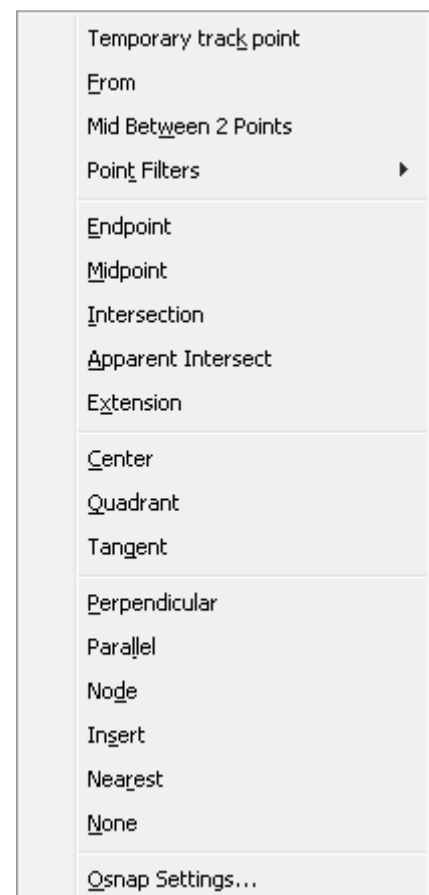 Temporary track point
From
Mid Between 2 Points
Point Filters
Endpoint
Midpoint
Intersection
Apparent Intersect
Extension
Center
Quadrant
Tangent
Perpendicular
Parallel
Node
Insert
Nearest
None
Osnap Settings...